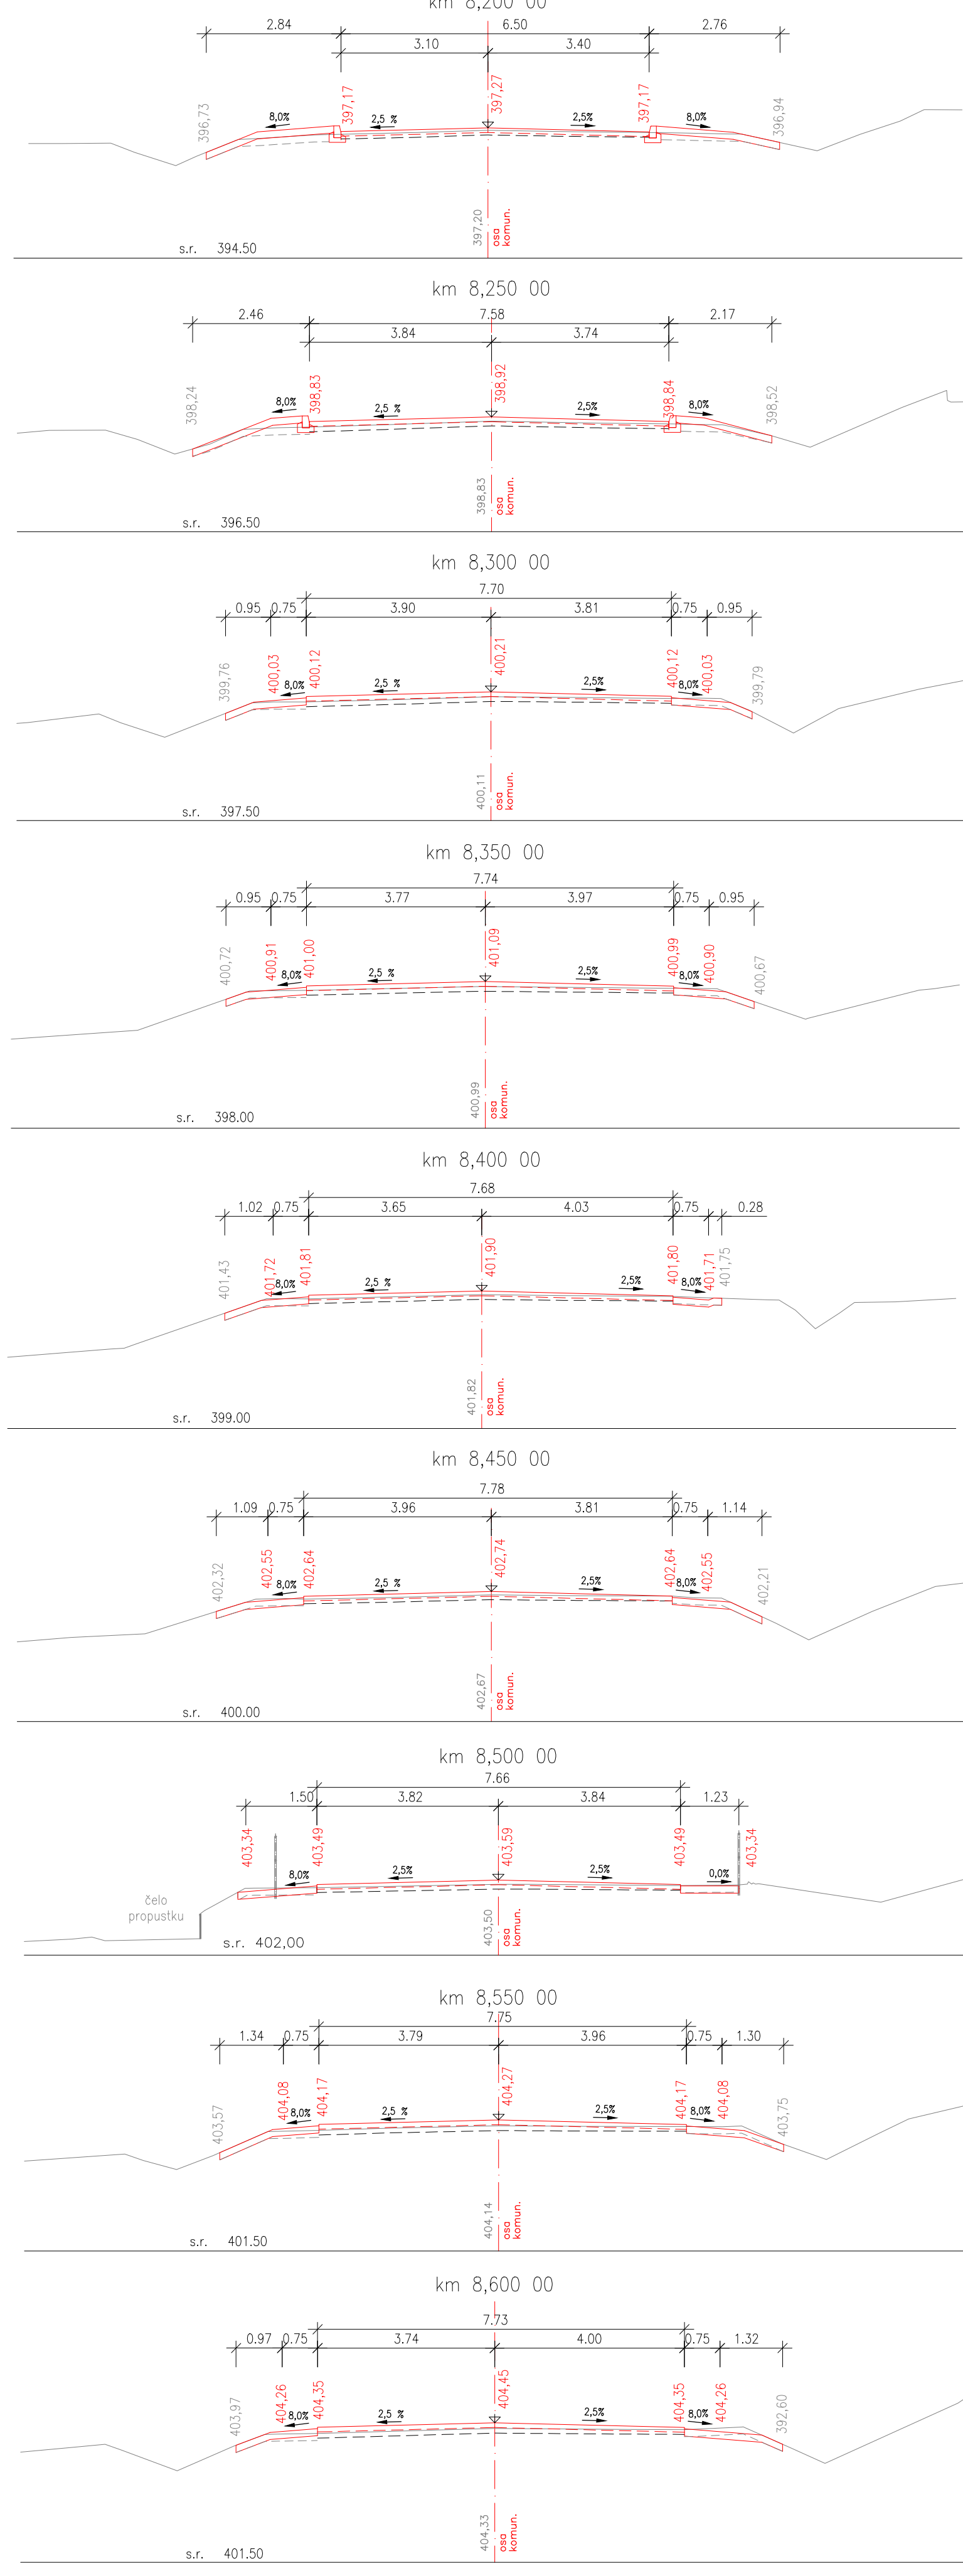 km 8,200 00
2.84 6.50 2.76
3.10 3.40
396,73 8,0% 397,17 2,5 % 397,27 2,5% 397,17 8,0% 396,94
397,20 osa komun.
s.r. 394.50
km 8,250 00
2.46 7.58 2.17
3.84 3.74
398,24 8,0% 398,83 2,5 % 398,92 2,5% 398,84 8,0% 398,52
398,83 osa komun.
s.r. 396.50
km 8,300 00
7.70
0.95 0.75 3.90 3.81 0.75 0.95
399,76 400,03 8,0% 400,12 2,5 % 400,21 2,5% 400,12 8,0% 400,03 399,79
400,11 osa komun.
s.r. 397.50
km 8,350 00
7.74
0.95 0.75 3.77 3.97 0.75 0.95
400,72 400,91 8,0% 401,00 2,5 % 401,09 2,5% 400,99 8,0% 400,90 400,67
400,99 osa komun.
s.r. 398.00
km 8,400 00
7.68
1.02 0.75 3.65 4.03 0.75 0.28
401,43 401,72 8,0% 401,81 2,5 % 401,90 2,5% 401,80 8,0% 401,71 401,75
401,82 osa komun.
s.r. 399.00
km 8,450 00
7.78
1.09 0.75 3.96 3.81 0.75 1.14
402,32 402,55 8,0% 402,64 2,5 % 402,74 2,5% 402,64 8,0% 402,55 402,21
402,67 osa komun.
s.r. 400.00
km 8,500 00
7.66
1.50 3.82 3.84 1.23
403,34 8,0% 403,49 2,5% 403,59 2,5% 403,49 0,0% 403,34
čelo
propustku
403,50 osa komun.
s.r. 402,00
km 8,550 00
7.75
1.34 0.75 3.79 3.96 0.75 1.30
403,57 404,08 8,0% 404,17 2,5 % 404,27 2,5% 404,17 8,0% 404,08 403,75
404,14 osa komun.
s.r. 401.50
km 8,600 00
7.73
0.97 0.75 3.74 4.00 0.75 1.32
403,97 404,26 8,0% 404,35 2,5 % 404,45 2,5% 404,35 8,0% 404,26 392,60
404,33 osa komun.
s.r. 401.50